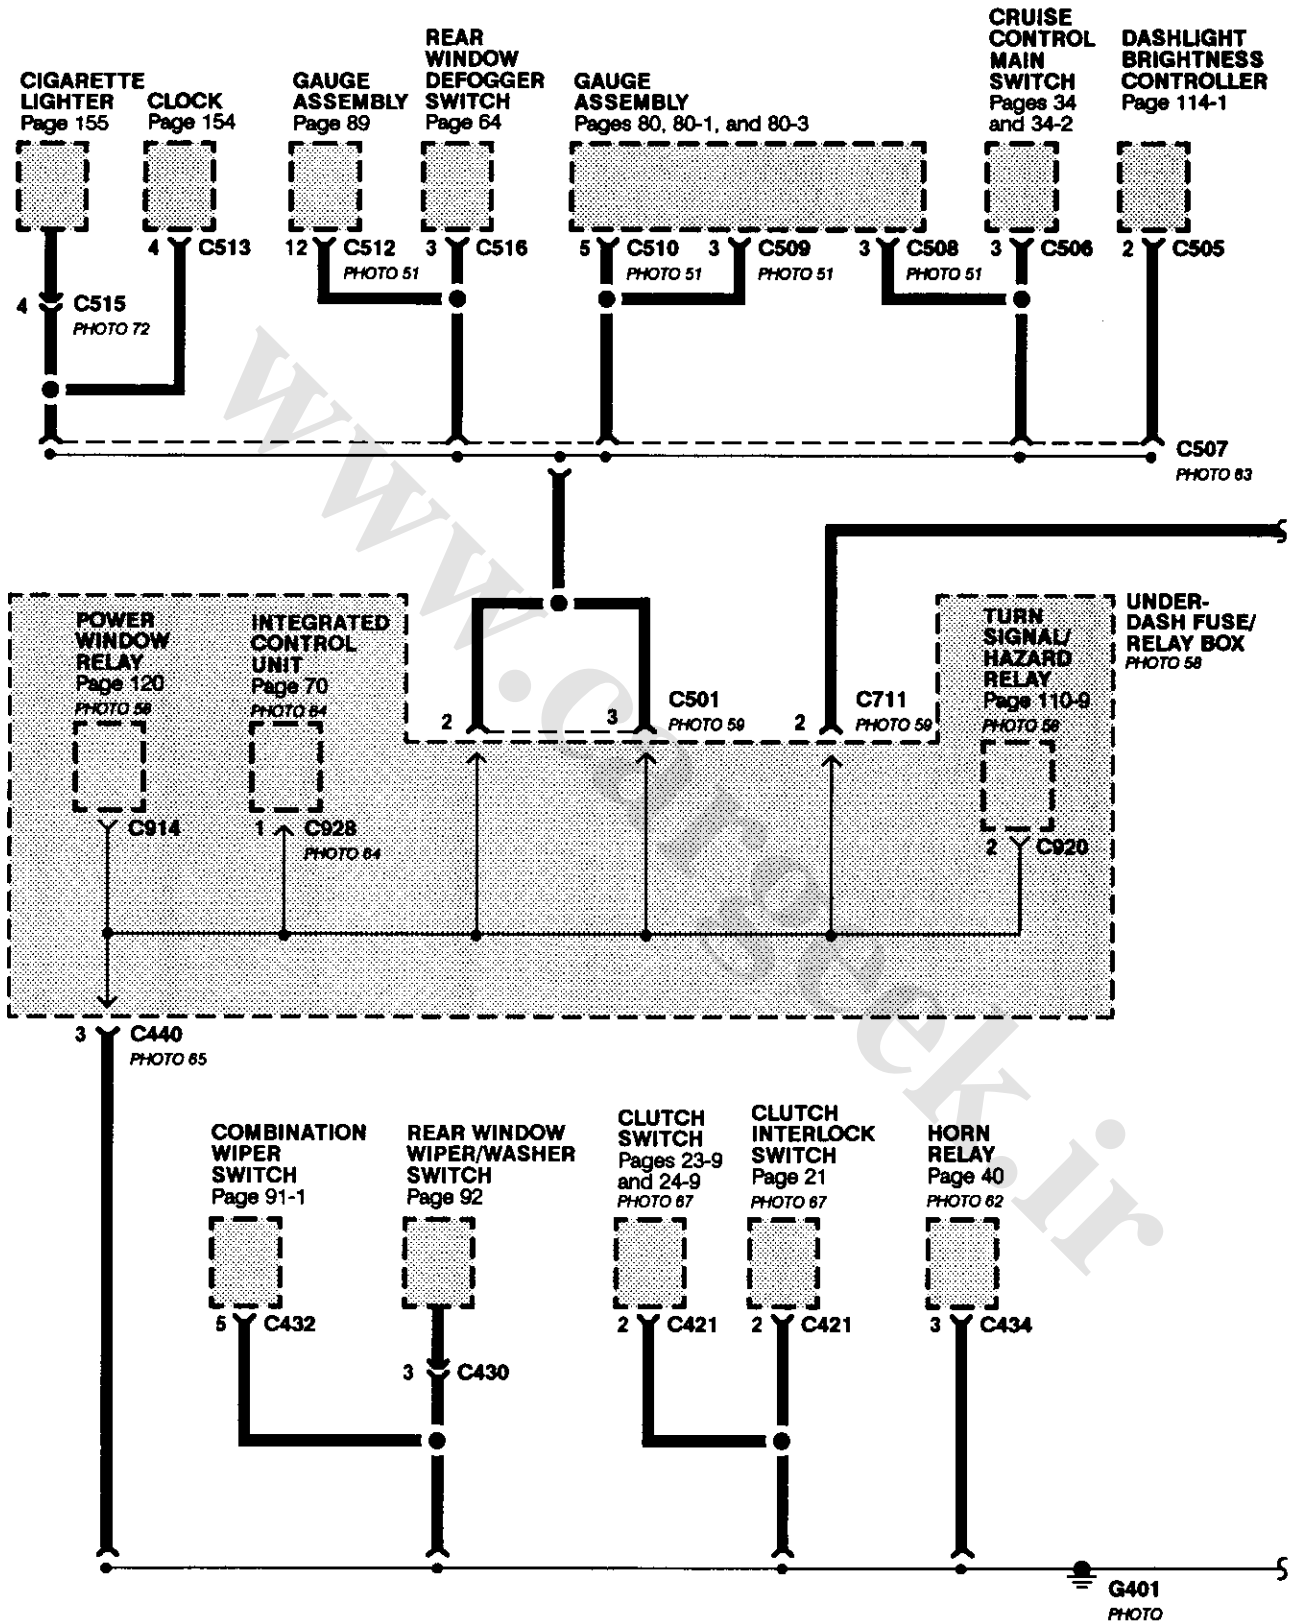 CIGARETTE
LIGHTER
Page 155
CLOCK
Page 154
GAUGE
ASSEMBLY
Page 89
REAR
WINDOW
DEFOGGER
SWITCH
Page 64
GAUGE
ASSEMBLY
Pages 80, 80-1, and 80-3
CRUISE
CONTROL
MAIN
SWITCH
Pages 34
and 34-2
DASHLIGHT
BRIGHTNESS
CONTROLLER
Page 114-1
4 C513
12 C512
PHOTO 51
3 C516
5 C510
PHOTO 51
3 C509
PHOTO 51
3 C508
PHOTO 51
3 C506
2 C505
4 C515
PHOTO 72
C507
PHOTO 63
POWER
WINDOW
RELAY
Page 120
PHOTO 58
INTEGRATED
CONTROL
UNIT
Page 70
PHOTO 64
2
3 C501
PHOTO 59
2 C711
PHOTO 59
TURN
SIGNAL/
HAZARD
RELAY
Page 110-9
PHOTO 58
UNDER-
DASH FUSE/
RELAY BOX
PHOTO 58
C914
1 C928
PHOTO 64
2 C920
3 C440
PHOTO 65
COMBINATION
WIPER
SWITCH
Page 91-1
REAR WINDOW
WIPER/WASHER
SWITCH
Page 92
CLUTCH
SWITCH
Pages 23-9
and 24-9
PHOTO 67
CLUTCH
INTERLOCK
SWITCH
Page 21
PHOTO 67
HORN
RELAY
Page 40
PHOTO 62
5 C432
3 C430
2 C421
2 C421
3 C434
G401
PHOTO
www.cargeek.ir